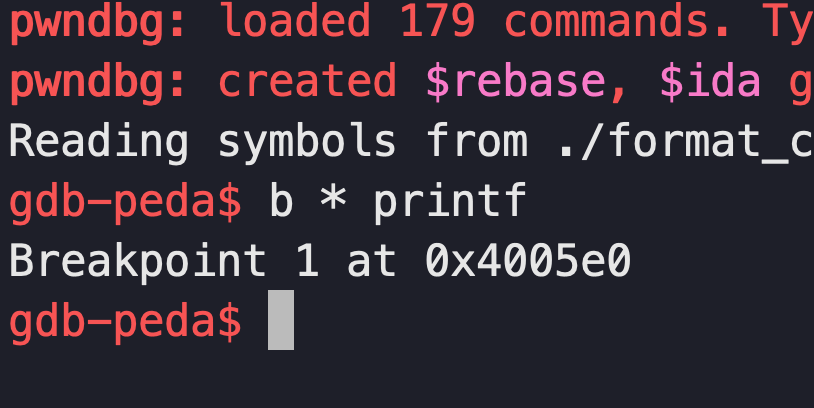 pwndbg: loaded 179 commands. Ty
pwndbg: created $rebase, $ida g
Reading symbols from ./format_c
gdb-peda$ b * printf
Breakpoint 1 at 0x4005e0
gdb-peda$